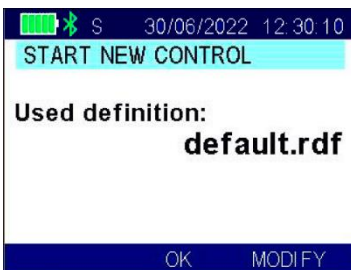 S 30/06/2022 12:30:10
START NEW CONTROL
Used definition:
default.rdf
OK MODIFY